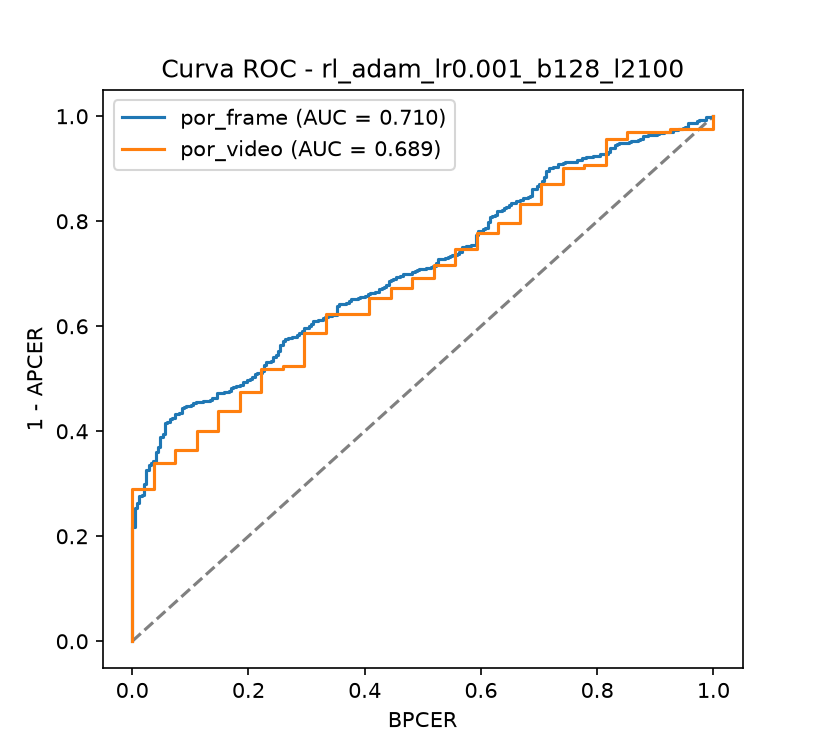 Curva ROC - rl_adam_lr0.001_b128_l2100
por_frame (AUC = 0.710)
por_video (AUC = 0.689)
1.0
0.8
0.6
0.4
0.2
0.0
1 - APCER
0.0 0.2 0.4 0.6 0.8 1.0
BPCER